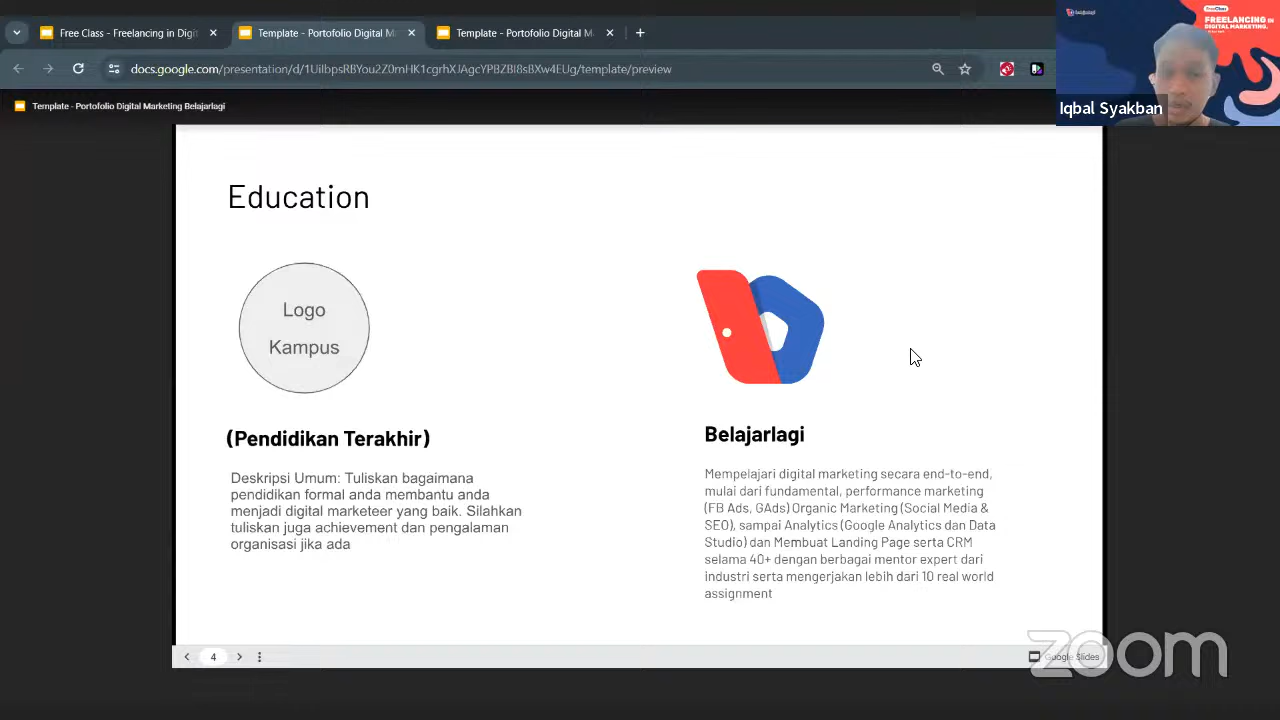 Free Class - Freelancing in Digit
Template - Portofolio Digital M
Template - Portofolio Digital M
docs.google.com/presentation/d/1UiIbpsRBYou2Z0mHK1cgrhXJAgcYPBZBl8sBXw4EUg/template/preview
Template - Portofolio Digital Marketing Belajarlagi
belajarlagi
FreeClass
FREELANCING IN
DIGITAL MARKETING.
Iqbal Syakban
Education
Logo
Kampus
(Pendidikan Terakhir)
Deskripsi Umum: Tuliskan bagaimana
pendidikan formal anda membantu anda
menjadi digital marketeer yang baik. Silahkan
tuliskan juga achievement dan pengalaman
organisasi jika ada
Belajarlagi
Mempelajari digital marketing secara end-to-end,
mulai dari fundamental, performance marketing
(FB Ads, GAds) Organic Marketing (Social Media &
SEO), sampai Analytics (Google Analytics dan Data
Studio) dan Membuat Landing Page serta CRM
selama 40+ dengan berbagai mentor expert dari
industri serta mengerjakan lebih dari 10 real world
assignment
4
Google Slides
zoom